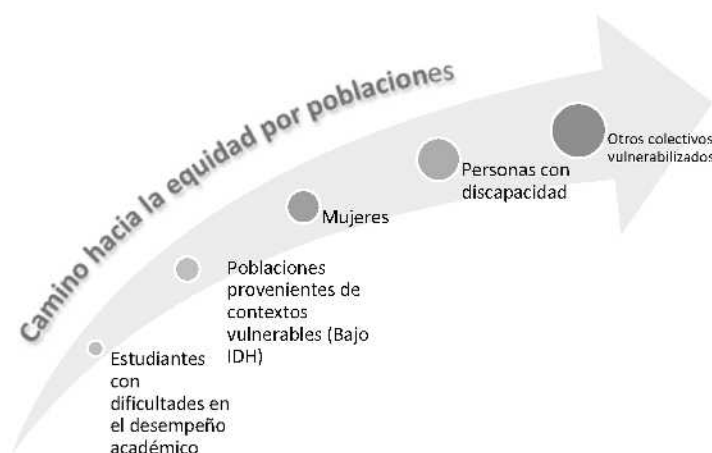 Camino hacia la equidad por poblaciones
Otros colectivos
vulnerabilizados
Personas con
discapacidad
Mujeres
Poblaciones
provenientes de
contextos
vulnerables (Bajo
IDH)
Estudiantes
con
dificultades en
el desempeño
académico